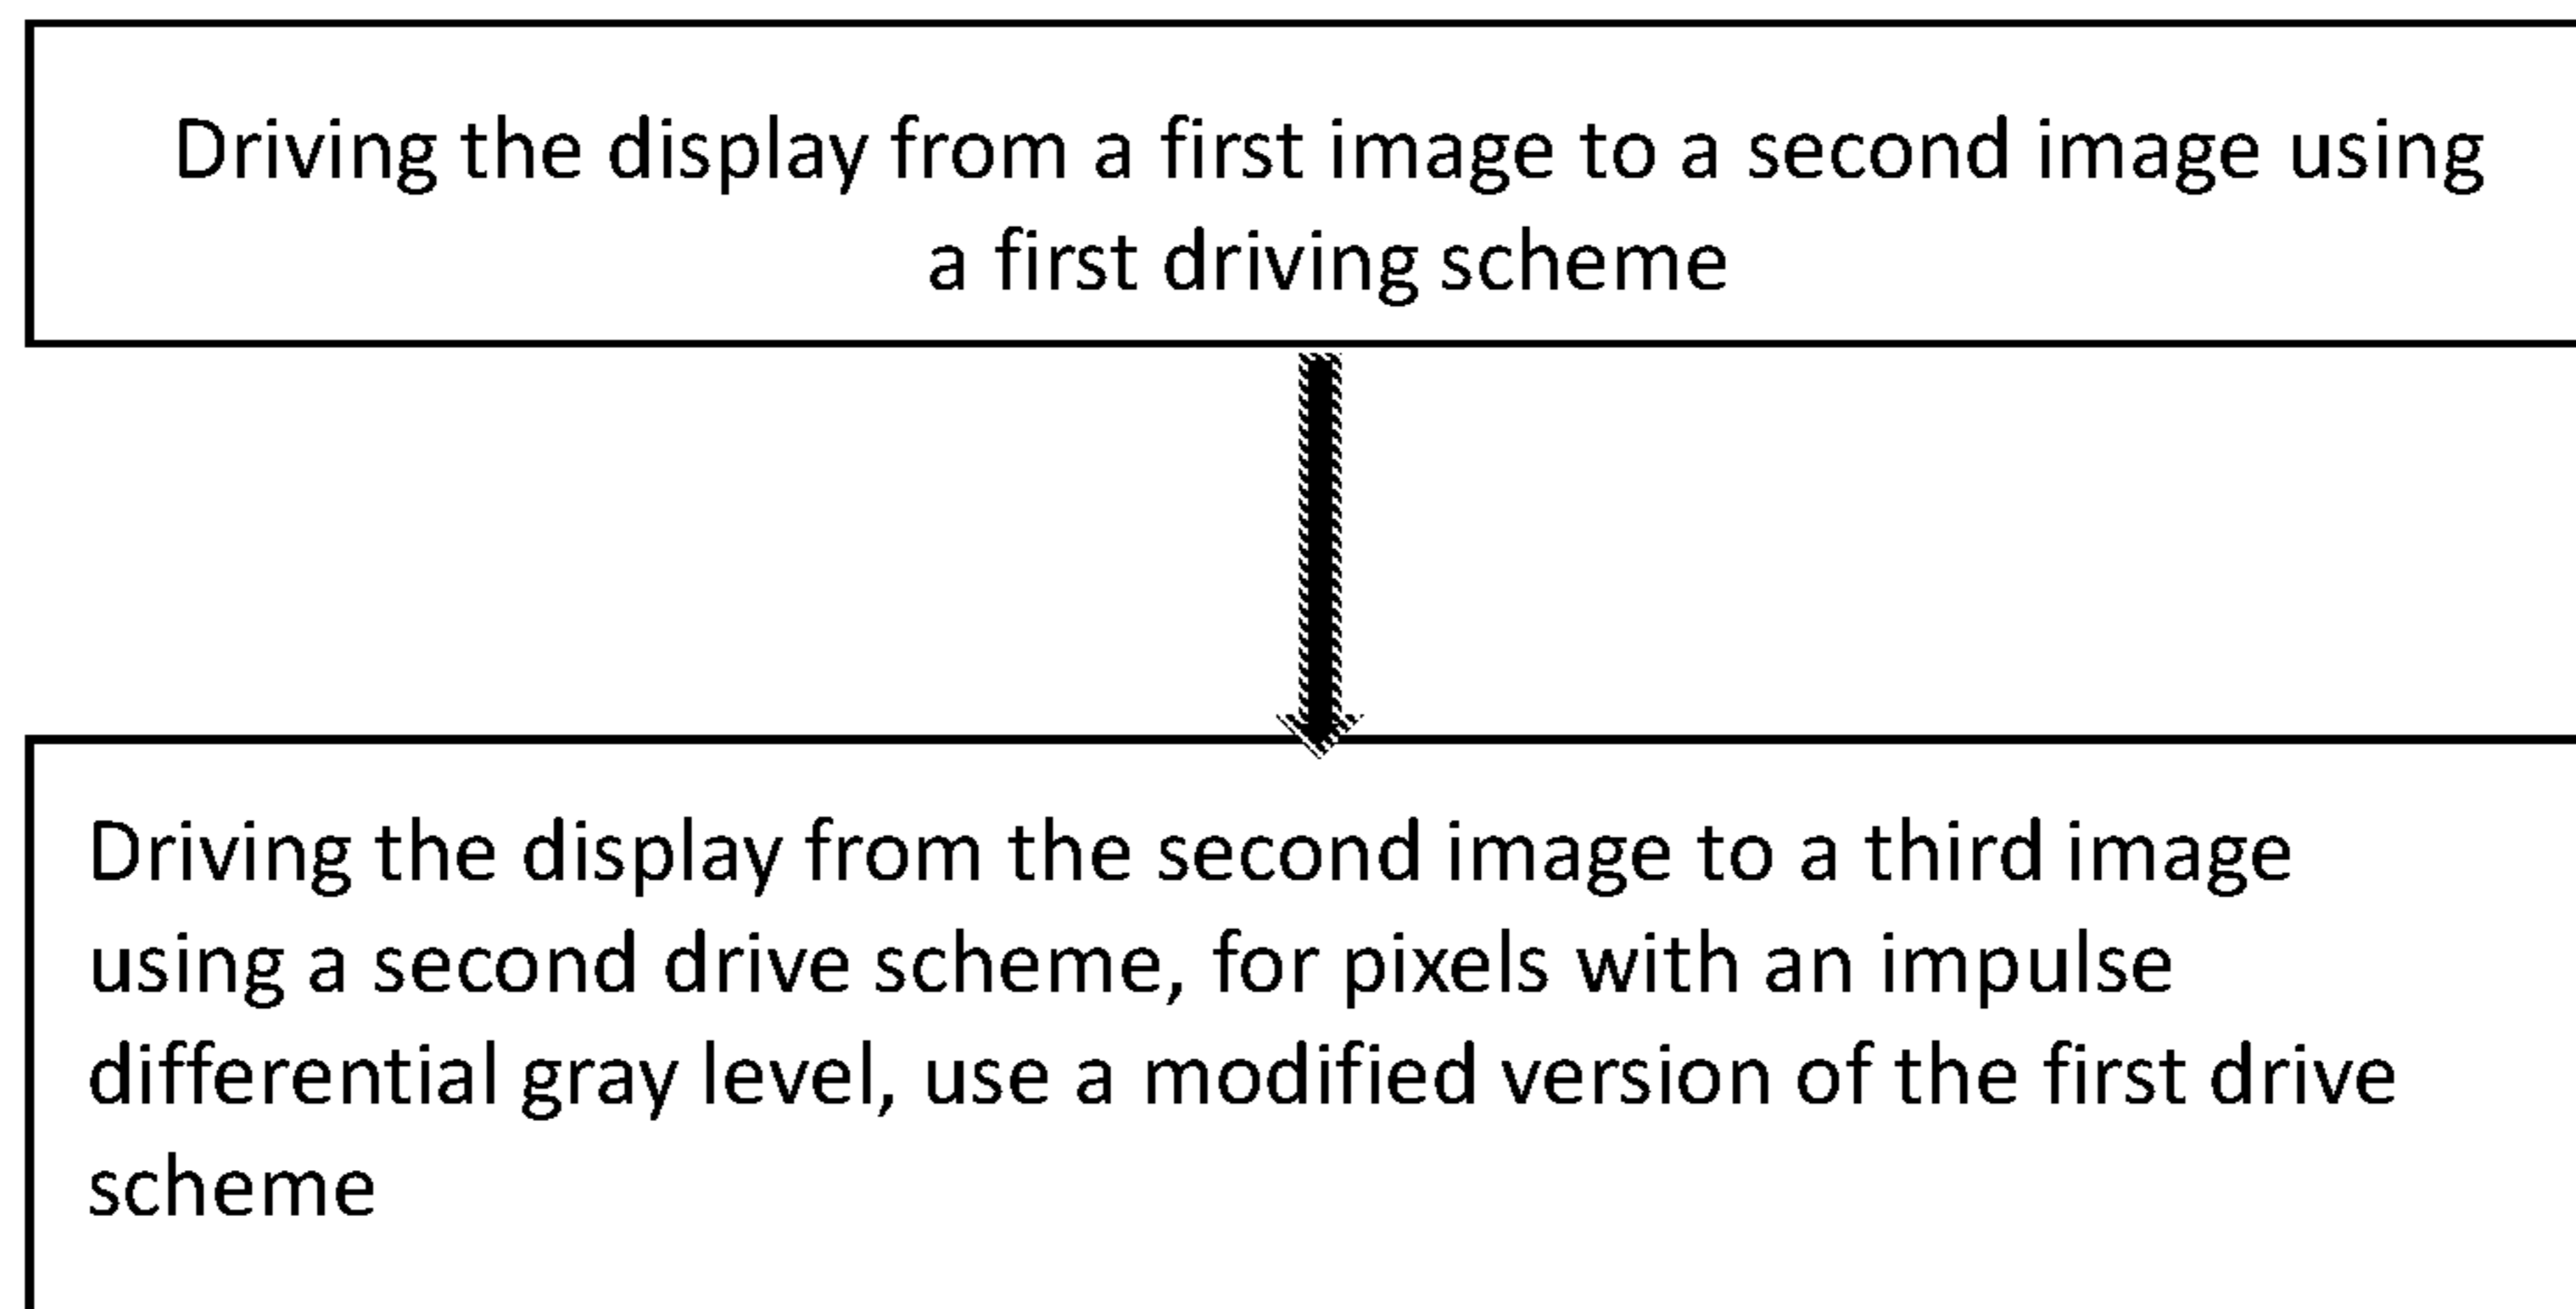 Driving the display from a first image to a second image using
a first driving scheme
Driving the display from the second image to a third image
using a second drive scheme, for pixels with an impulse
differential gray level, use a modified version of the first drive
scheme